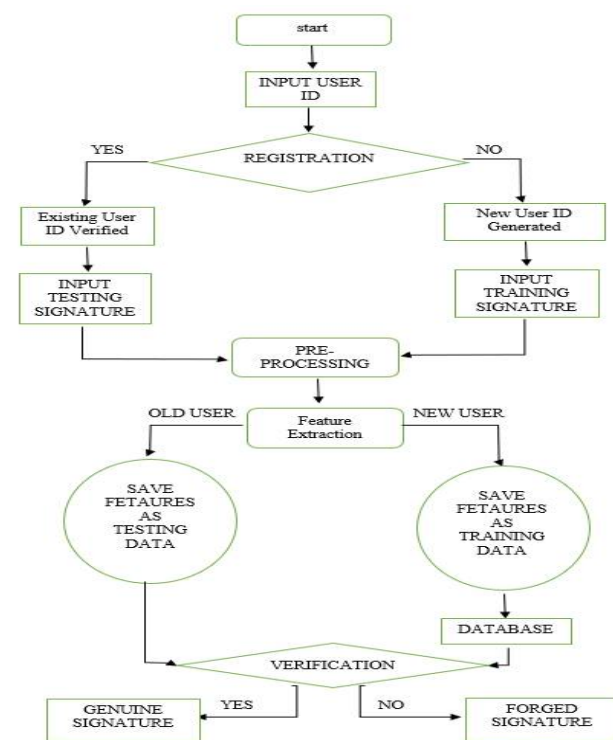 start
INPUT USER
ID
YES
REGISTRATION
NO
Existing User
ID Verified
New User ID
Generated
INPUT
TESTING
SIGNATURE
INPUT
TRAINING
SIGNATURE
PRE-
PROCESSING
OLD USER
Feature
Extraction
NEW USER
SAVE
FETAURES
AS
TESTING
DATA
SAVE
FETAURES
AS
TRAINING
DATA
DATABASE
VERIFICATION
GENUINE
SIGNATURE
YES
NO
FORGED
SIGNATURE